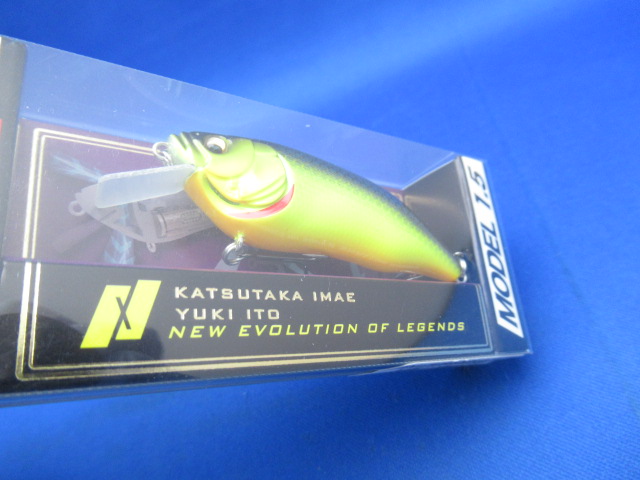 X
KATSUTAKA IMAE
YUKI ITO
NEW EVOLUTION OF LEGENDS
MODEL 1.5